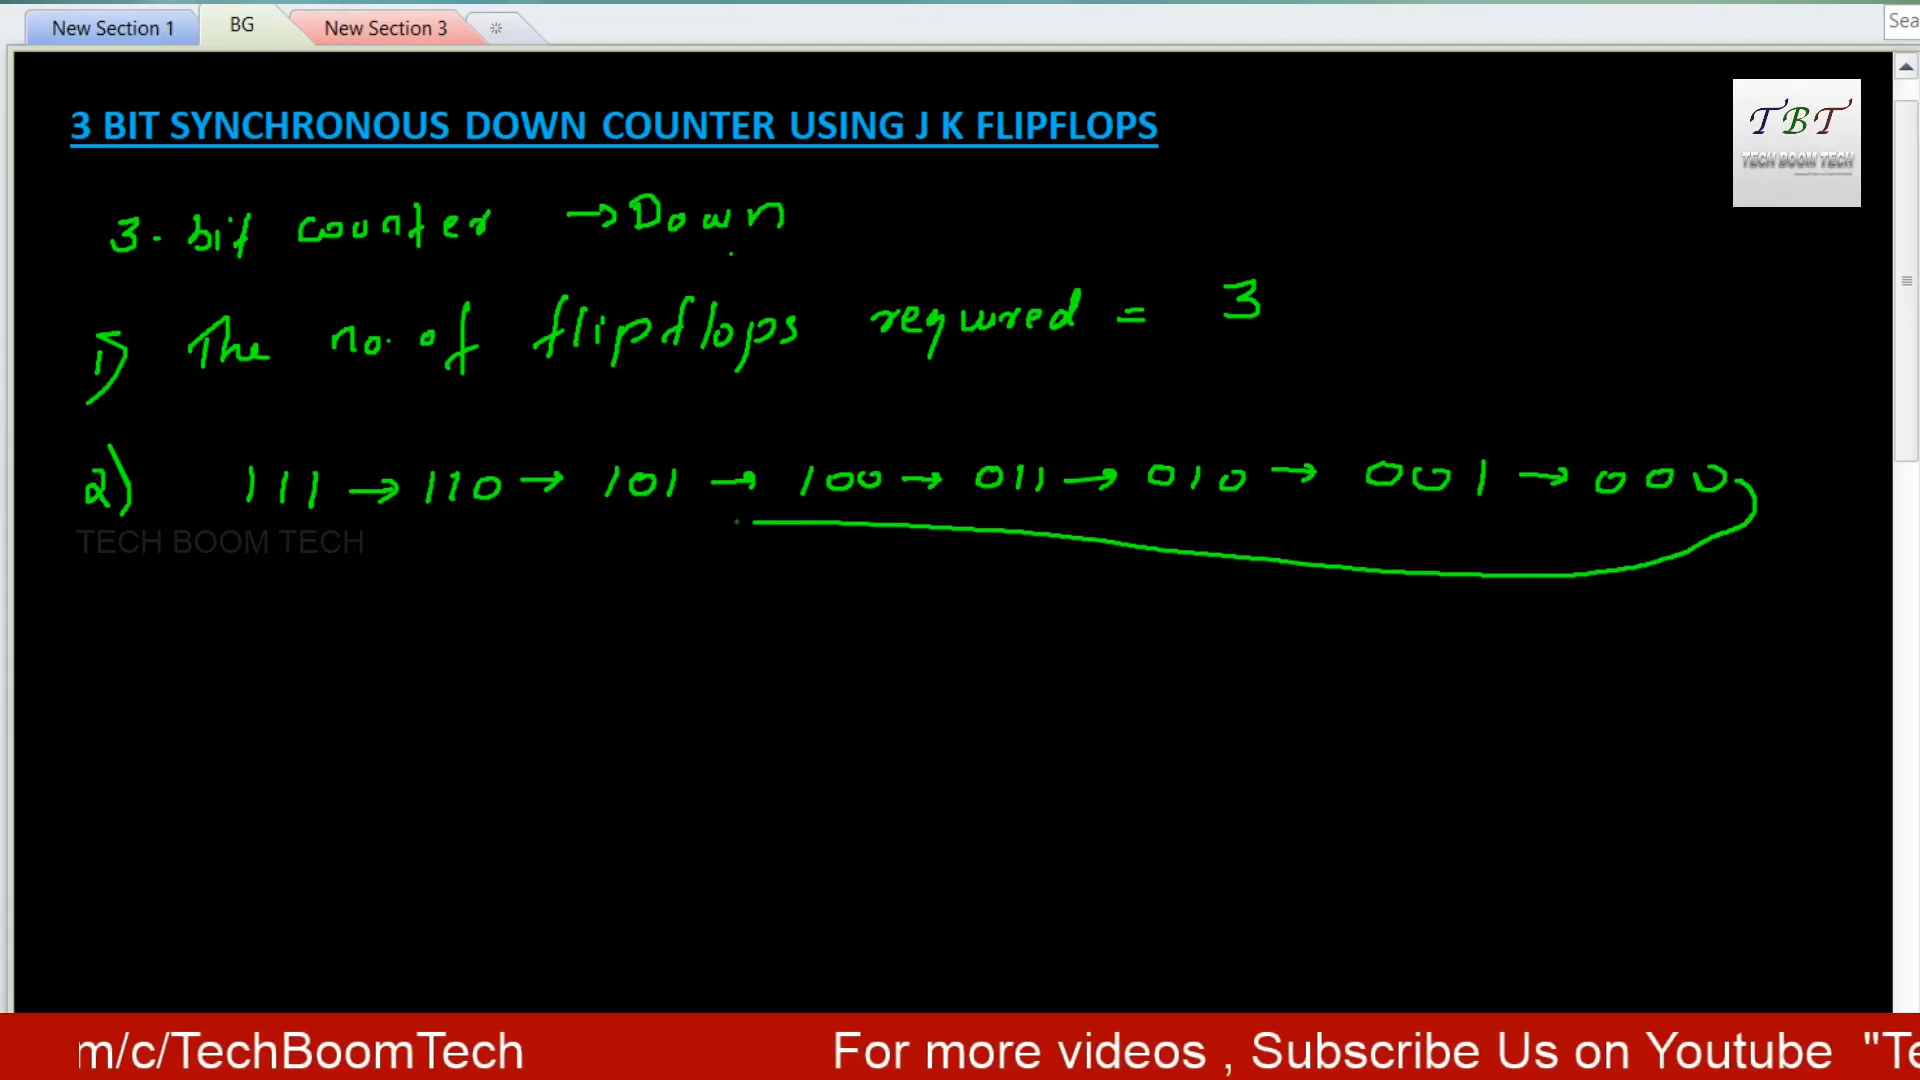 New Section 1 BG New Section 3
Sea
3 BIT SYNCHRONOUS DOWN COUNTER USING J K FLIPFLOPS
TBT
TECH BOOM TECH
3-bit counter → Down
1) The no. of flipflops required = 3
2) 111 → 110 → 101 → 100 → 011 → 010 → 001 → 000
TECH BOOM TECH
m/c/TechBoomTech For more videos , Subscribe Us on Youtube "Te